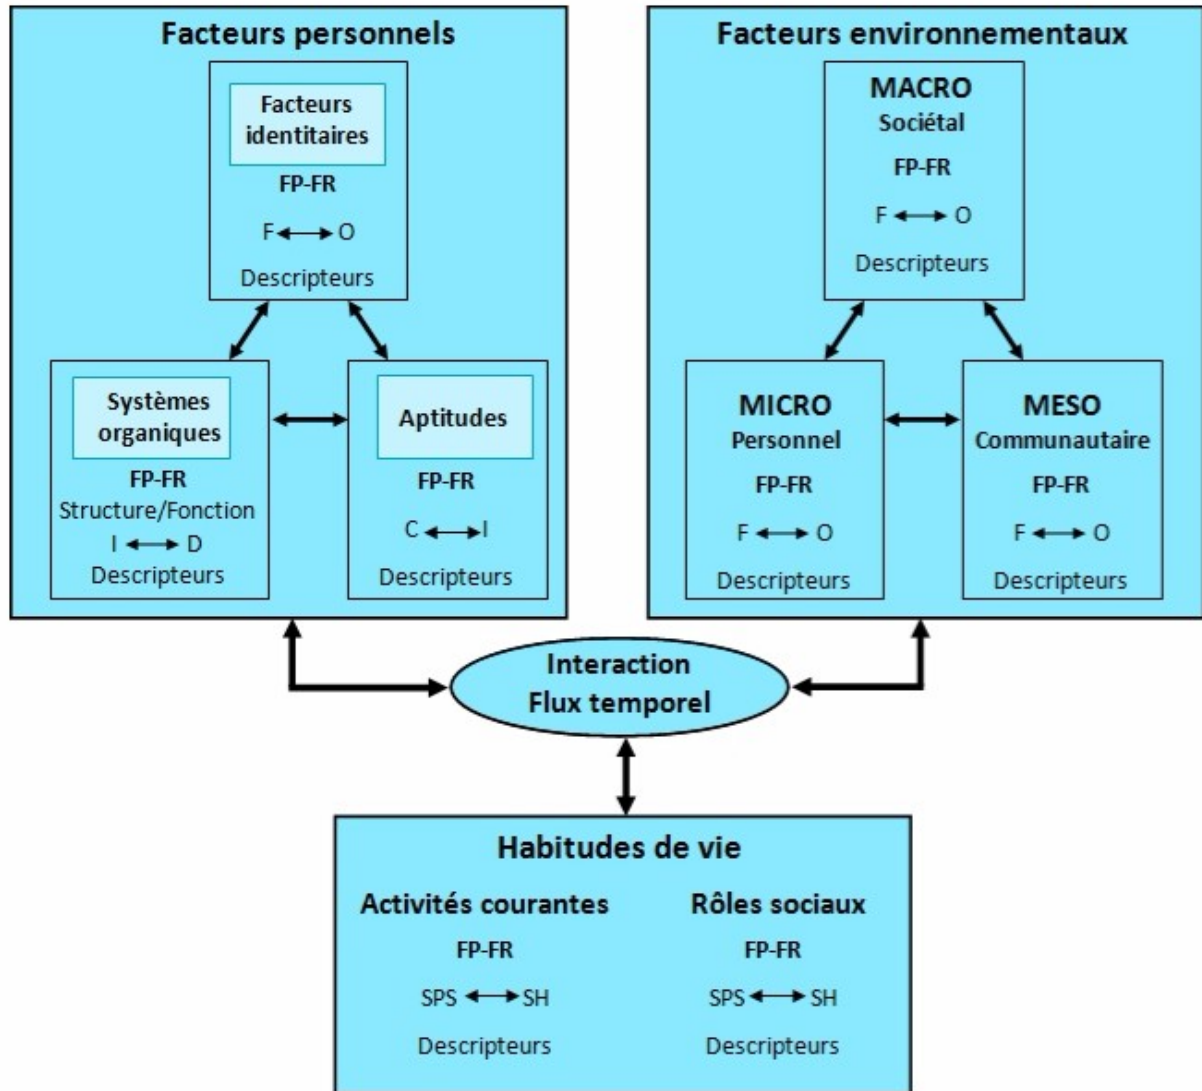 Facteurs personnels
Facteurs
identitaires
FP-FR
F O
Descripteurs
Systèmes
organiques
FP-FR
Structure/Fonction
I D
Descripteurs
Aptitudes
FP-FR
C I
Descripteurs
Facteurs environnementaux
MACRO
Sociétal
FP-FR
F O
Descripteurs
MICRO
Personnel
FP-FR
F O
Descripteurs
MESO
Communautaire
FP-FR
F O
Descripteurs
Interaction
Flux temporel
Habitudes de vie
Activités courantes
FP-FR
SPS SH
Descripteurs
Rôles sociaux
FP-FR
SPS SH
Descripteurs